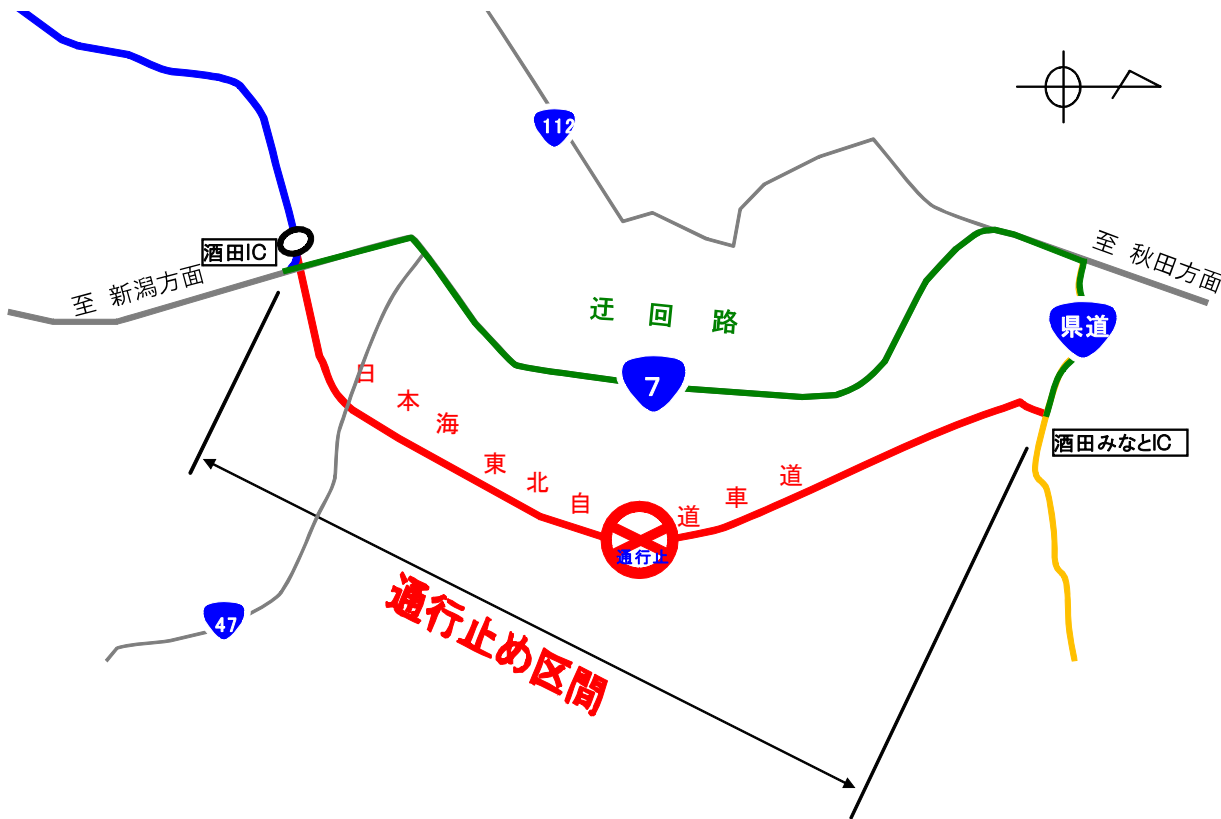 112
酒田IC
至 新潟方面
至 秋田方面
迂回路
県道
7
日本海東北自動車道
酒田みなとIC
通行止
通行止め区間
47